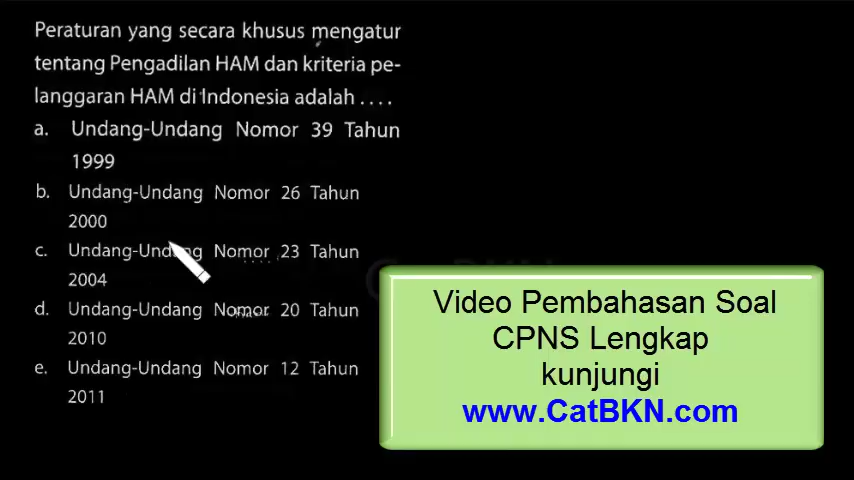 Peraturan yang secara khusus mengatur
tentang Pengadilan HAM dan kriteria pe-
langgaran HAM di Indonesia adalah ....
a. Undang-Undang Nomor 39 Tahun
1999
b. Undang-Undang Nomor 26 Tahun
2000
c. Undang-Undang Nomor 23 Tahun
2004
d. Undang-Undang Nomor 20 Tahun
2010
e. Undang-Undang Nomor 12 Tahun
2011
Video Pembahasan Soal
CPNS Lengkap
kunjungi
www.CatBKN.com